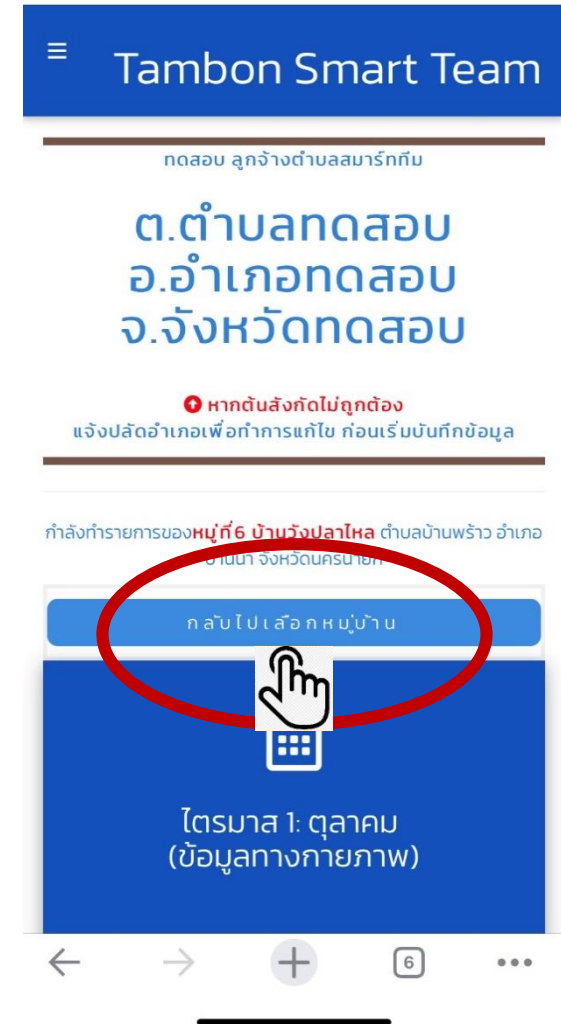 Tambon Smart Team
ทดสอบ ลูกจ้างตำบลสมาร์ททีม
ต.ตำบลทดสอบ
อ.อำเภอทดสอบ
จ.จังหวัดทดสอบ
หากต้นสังกัดไม่ถูกต้อง
แจ้งปลัดอำเภอเพื่อทำการแก้ไข ก่อนเริ่มบันทึกข้อมูล
กำลังทำรายการของหมู่ที่ 6 บ้านวังปลาไหล ตำบลบ้านพร้าว อำเภอ
บ้านนา จังหวัดนครนายก
กลับไปเลือกหมู่บ้าน
ไตรมาส 1: ตุลาคม
(ข้อมูลทางกายภาพ)
6